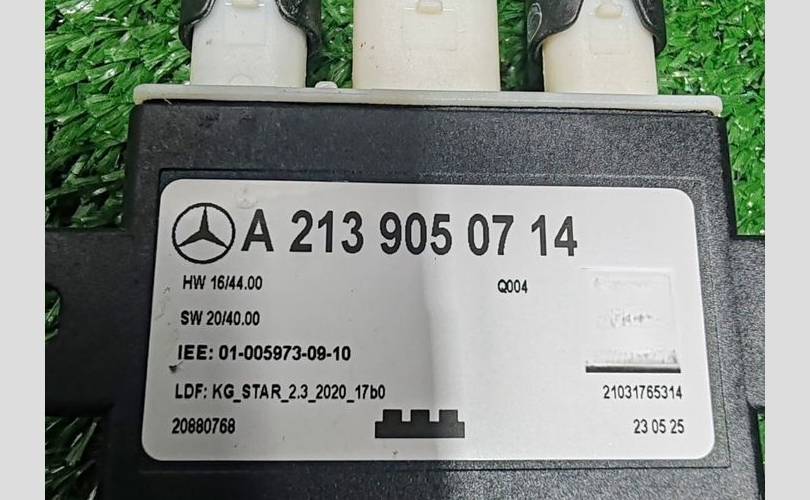 A 213 905 07 14
HW 16/44.00
Q004
SW 20/40.00
IEE: 01-005973-09-10
LDF: KG_STAR_2.3_2020_17b0
21031765314
20880768
23 05 25